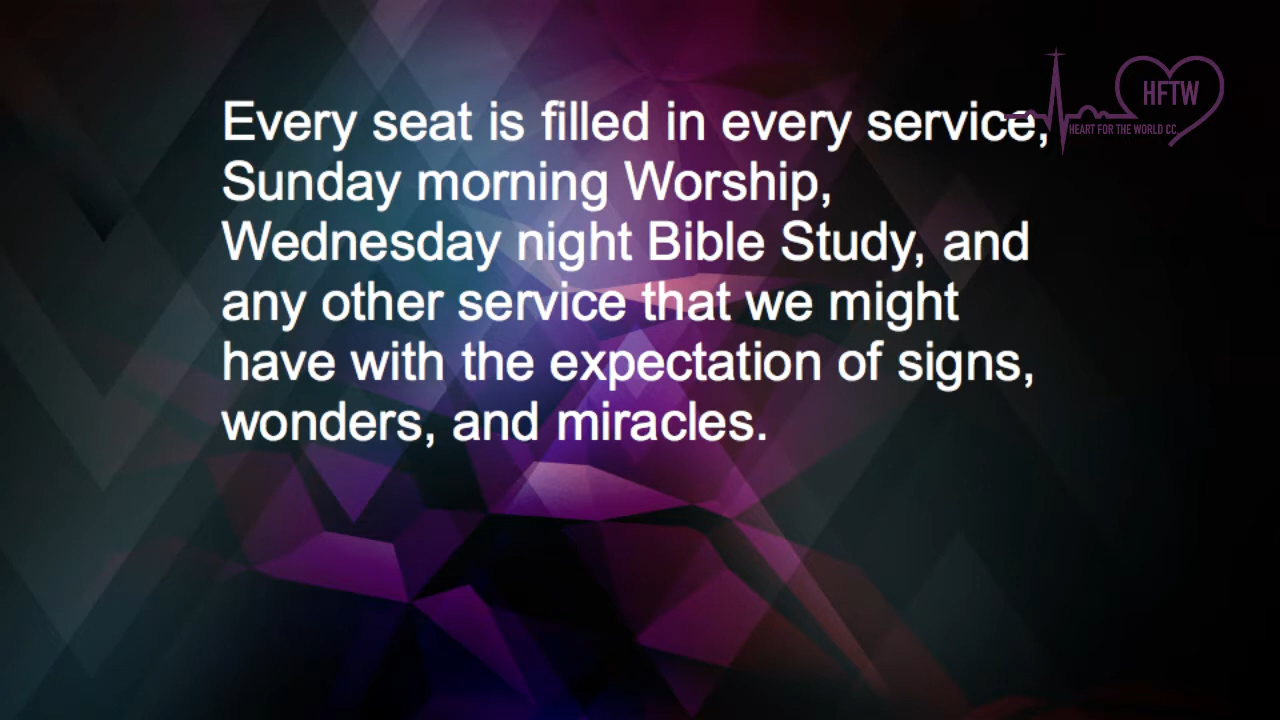 Every seat is filled in every service,
Sunday morning Worship,
Wednesday night Bible Study, and
any other service that we might
have with the expectation of signs,
wonders, and miracles.
HFTW
HEART FOR THE WORLD CC